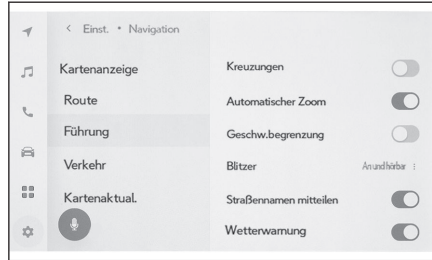 Einst. • Navigation
Kartenanzeige
Route
Führung
Verkehr
Kartenaktual.
Kreuzungen
Automatischer Zoom
Geschw.begrenzung
Blitzer An und hörbar
Straßennamen mitteilen
Wetterwarnung